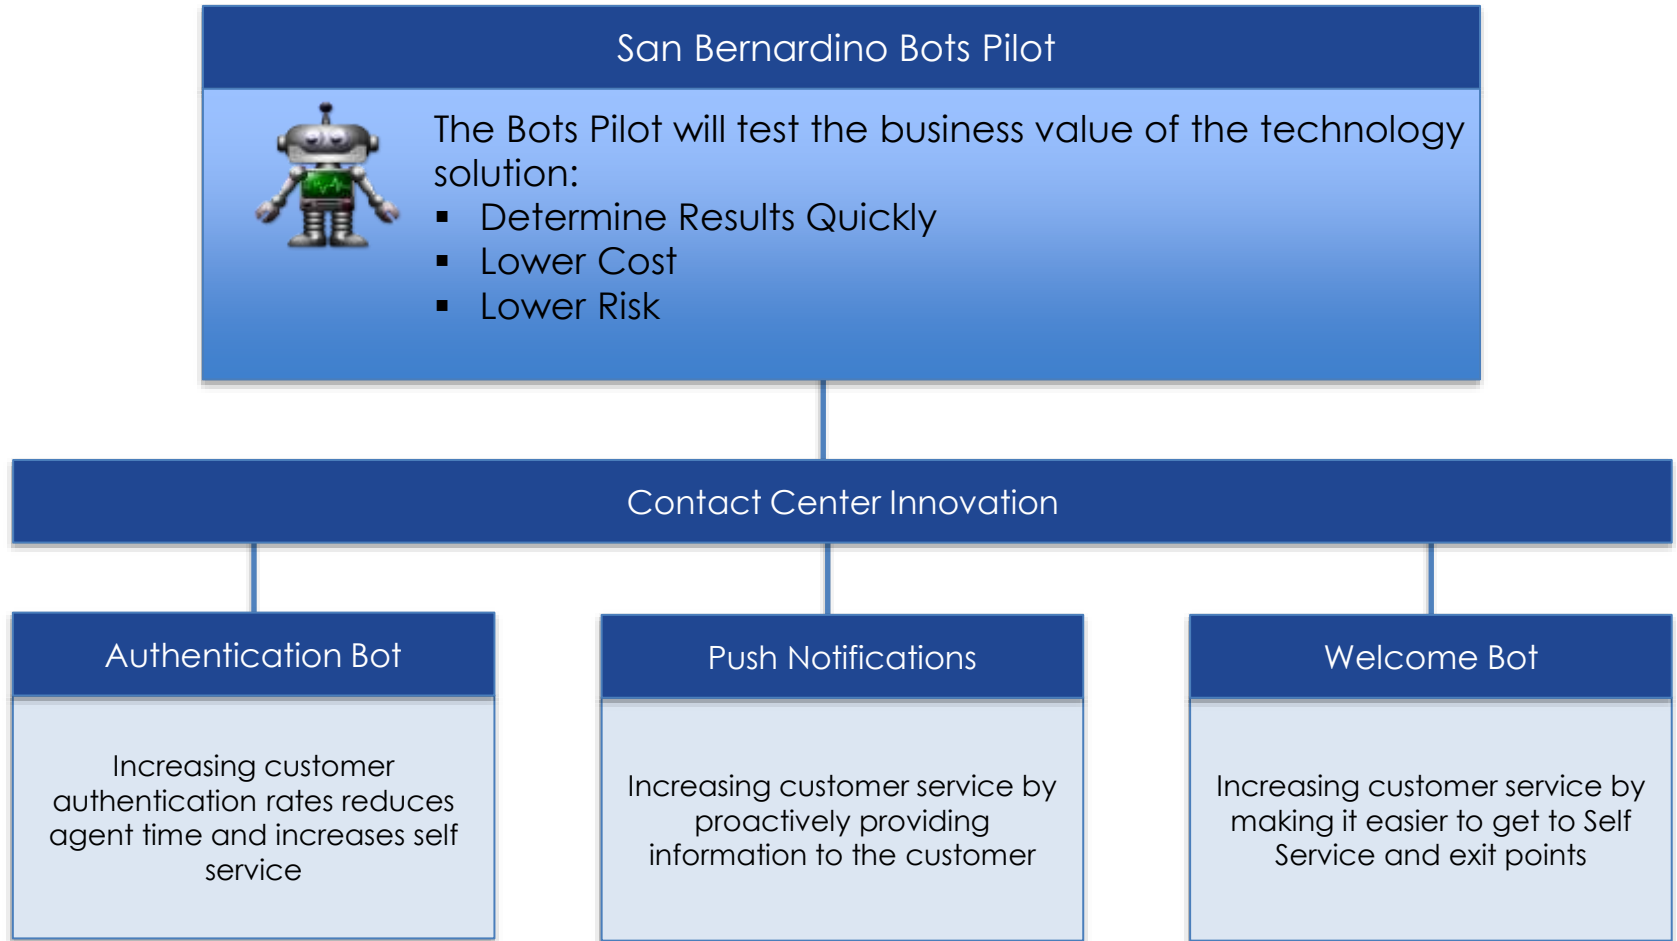 San Bernardino Bots Pilot
The Bots Pilot will test the business value of the technology
solution:
▪ Determine Results Quickly
▪ Lower Cost
▪ Lower Risk
Contact Center Innovation
Authentication Bot
Increasing customer
authentication rates reduces
agent time and increases self
service
Push Notifications
Increasing customer service by
proactively providing
information to the customer
Welcome Bot
Increasing customer service by
making it easier to get to Self
Service and exit points